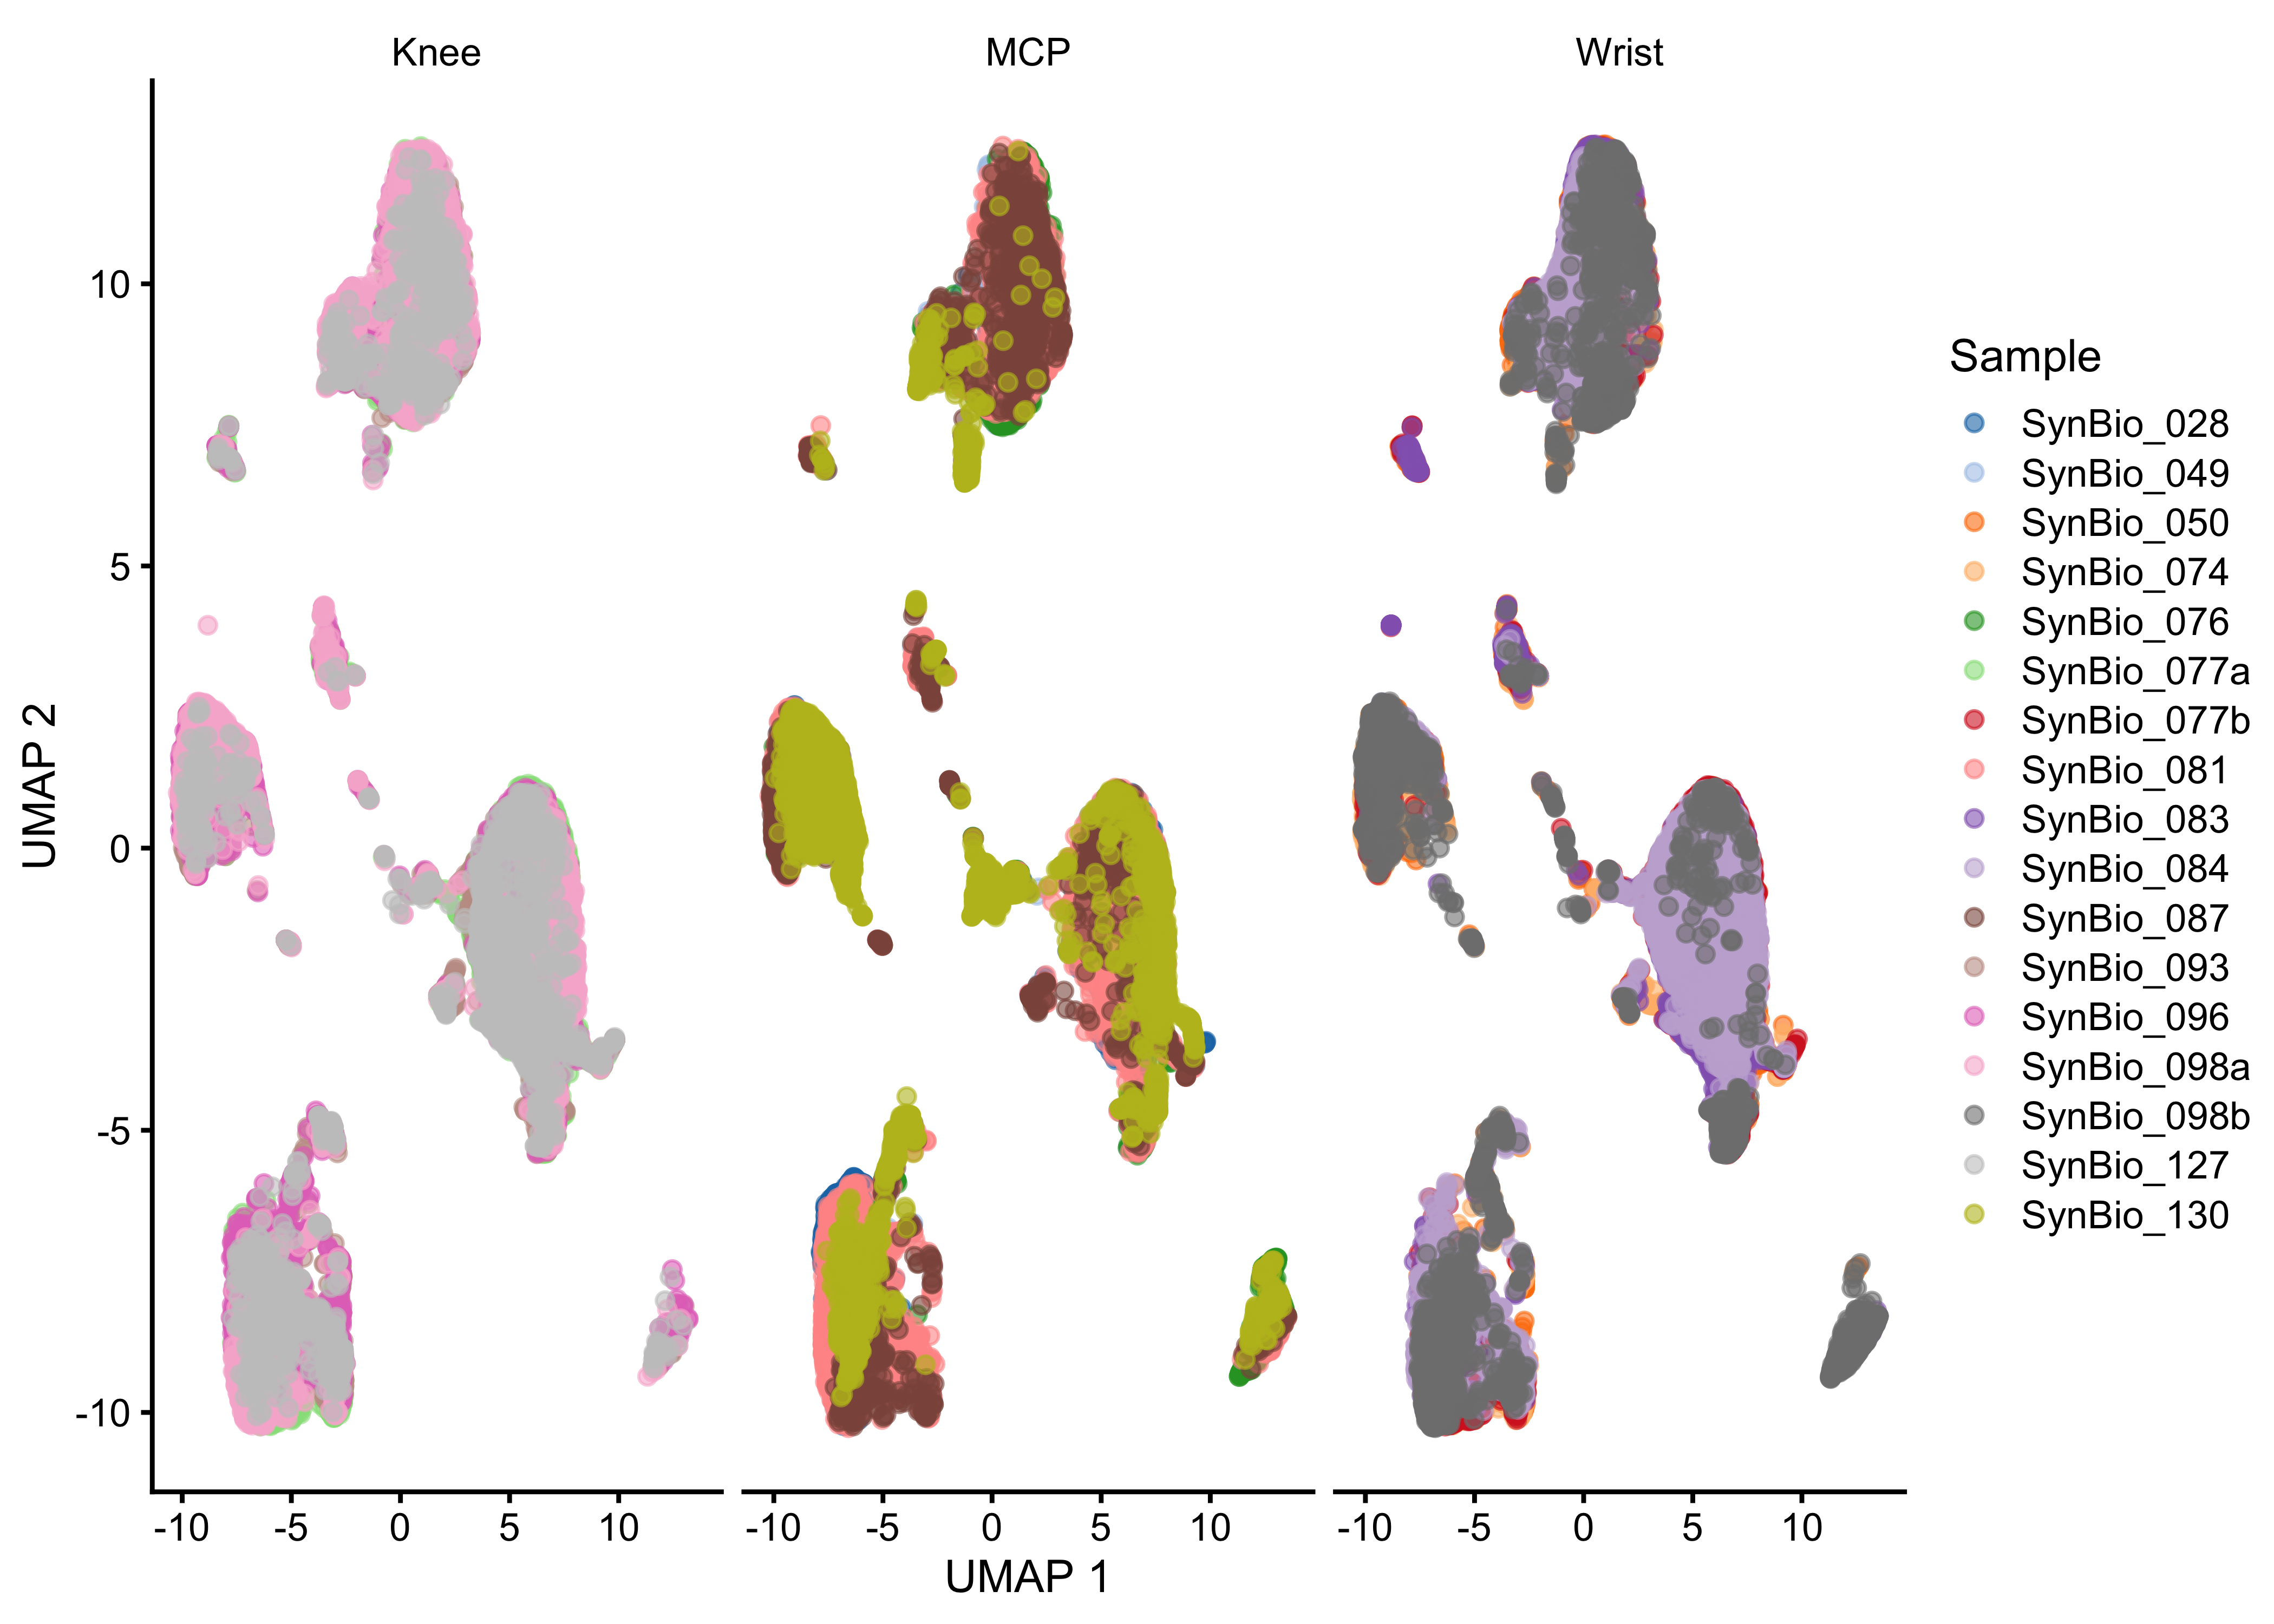 Knee MCP Wrist
10
5
0
-5
-10
UMAP 2
-10 -5 0 5 10 -10 -5 0 5 10 -10 -5 0 5 10
UMAP 1
Sample
SynBio_028
SynBio_049
SynBio_050
SynBio_074
SynBio_076
SynBio_077a
SynBio_077b
SynBio_081
SynBio_083
SynBio_084
SynBio_087
SynBio_093
SynBio_096
SynBio_098a
SynBio_098b
SynBio_127
SynBio_130